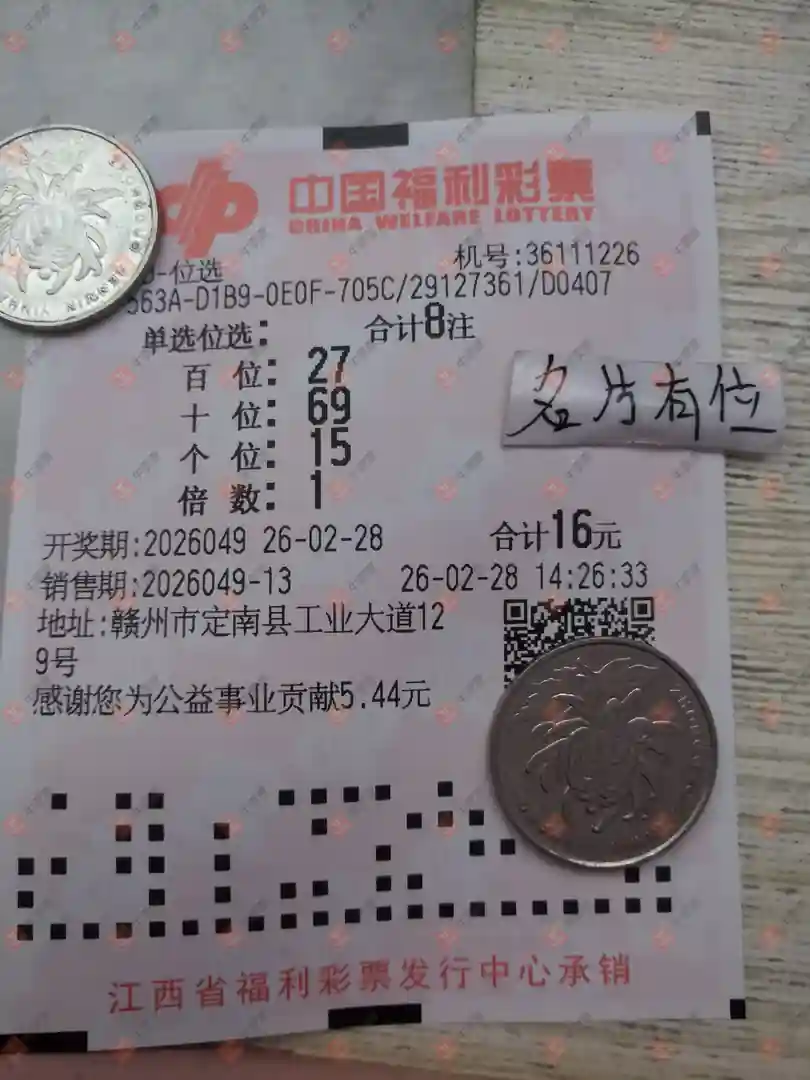 中国福利彩票
CHINA WELFARE LOTTERY
机号:36111226
-位选
563A-D1B9-0E0F-705C/29127361/D0407
单选位选: 合计8注
百 位: 27
十 位: 69
个 位: 15
倍 数: 1
名片有位
开奖期:2026049 26-02-28 合计16元
销售期:2026049-13 26-02-28 14:26:33
地址:赣州市定南县工业大道12
9号
感谢您为公益事业贡献5.44元
江西省福利彩票发行中心承销